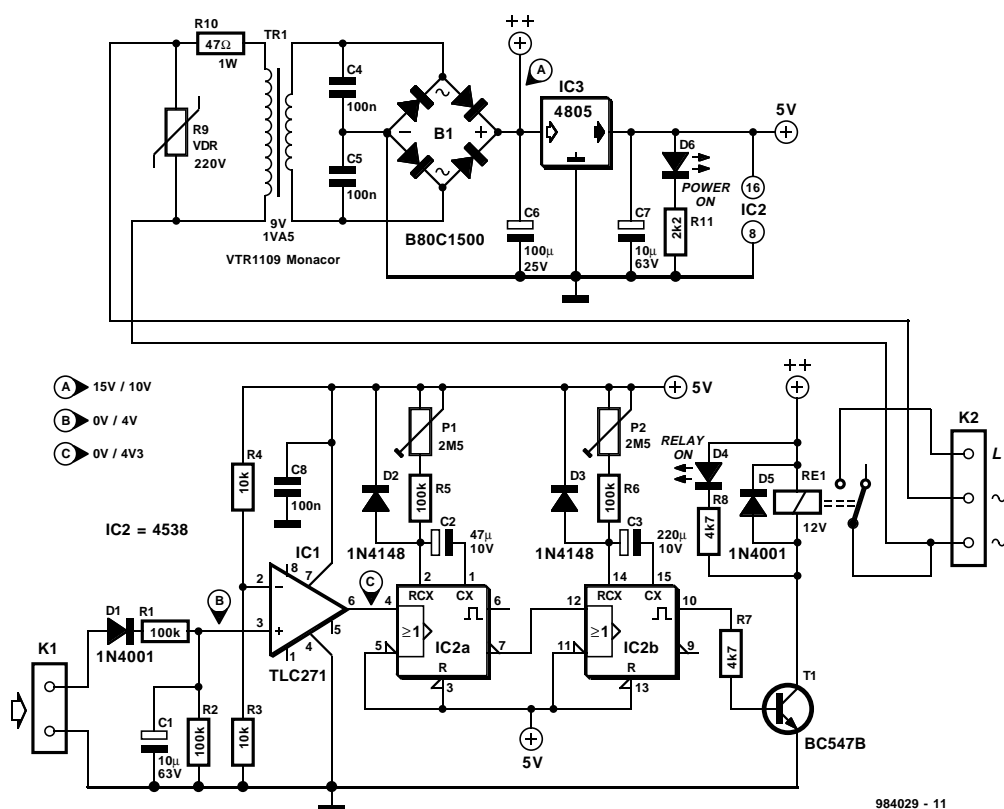 R10
47Ω
1W
TR1
++
A
C4
100n
IC3
4805
5V
R9
VDR
220V
~
−
B1
+
~
D6
POWER
ON
16
IC2
8
C5
100n
C6
100µ
25V
C7
10µ
63V
R11
2k2
9V
1VA5
B80C1500
VTR1109 Monacor
A 15V / 10V
B 0V / 4V
C 0V / 4V3
IC2 = 4538
5V
++
K2
L
~
~
P1
2M5
P2
2M5
RELAY
ON
D4
R4
10k
C8
100n
D2
R5
100k
D3
R6
100k
R8
4k7
D5
RE1
12V
1N4148
C2
47µ
10V
1N4148
C3
220µ
10V
1N4001
IC1
8
7
2
−
3
+
6
5
4
1
TLC271
B
C
2
1
RCX
CX
4
5
≥1
6
7
IC2a
R
3
14
15
RCX
CX
12
11
≥1
10
9
IC2b
R
13
R7
4k7
T1
BC547B
K1
D1
1N4001
R1
100k
C1
10µ
63V
R2
100k
R3
10k
5V
984029 - 11